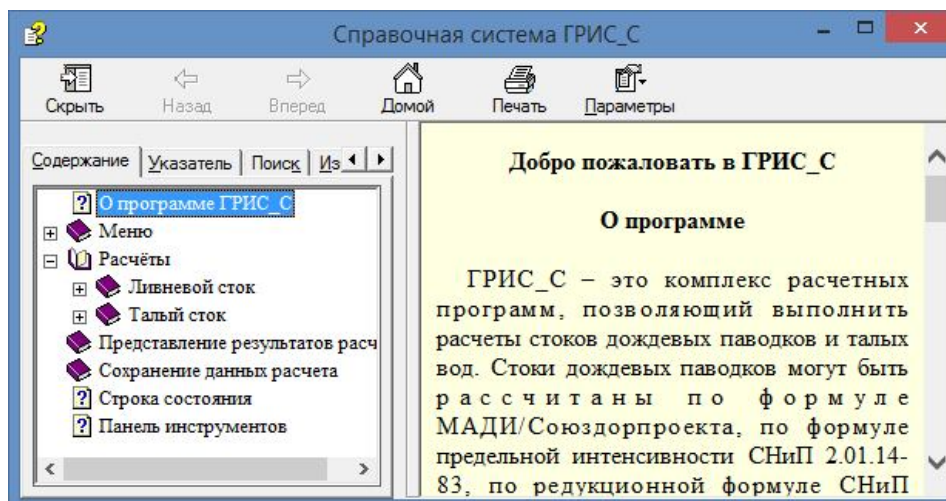 Справочная система ГРИС_С
Скрыть Назад Вперед Домой Печать Параметры
Содержание Указатель Поиск Из
О программе ГРИС_С
Меню
Расчёты
Ливневой сток
Талый сток
Представление результатов расч
Сохранение данных расчета
Строка состояния
Панель инструментов
Добро пожаловать в ГРИС_С
О программе
ГРИС_С – это комплекс расчетных
программ, позволяющий выполнить
расчеты стоков дождевых паводков и талых
вод. Стоки дождевых паводков могут быть
рассчитаны по формуле
МАДИ/Союздорпроекта, по формуле
предельной интенсивности СНиП 2.01.14-
83, по редукционной формуле СНиП